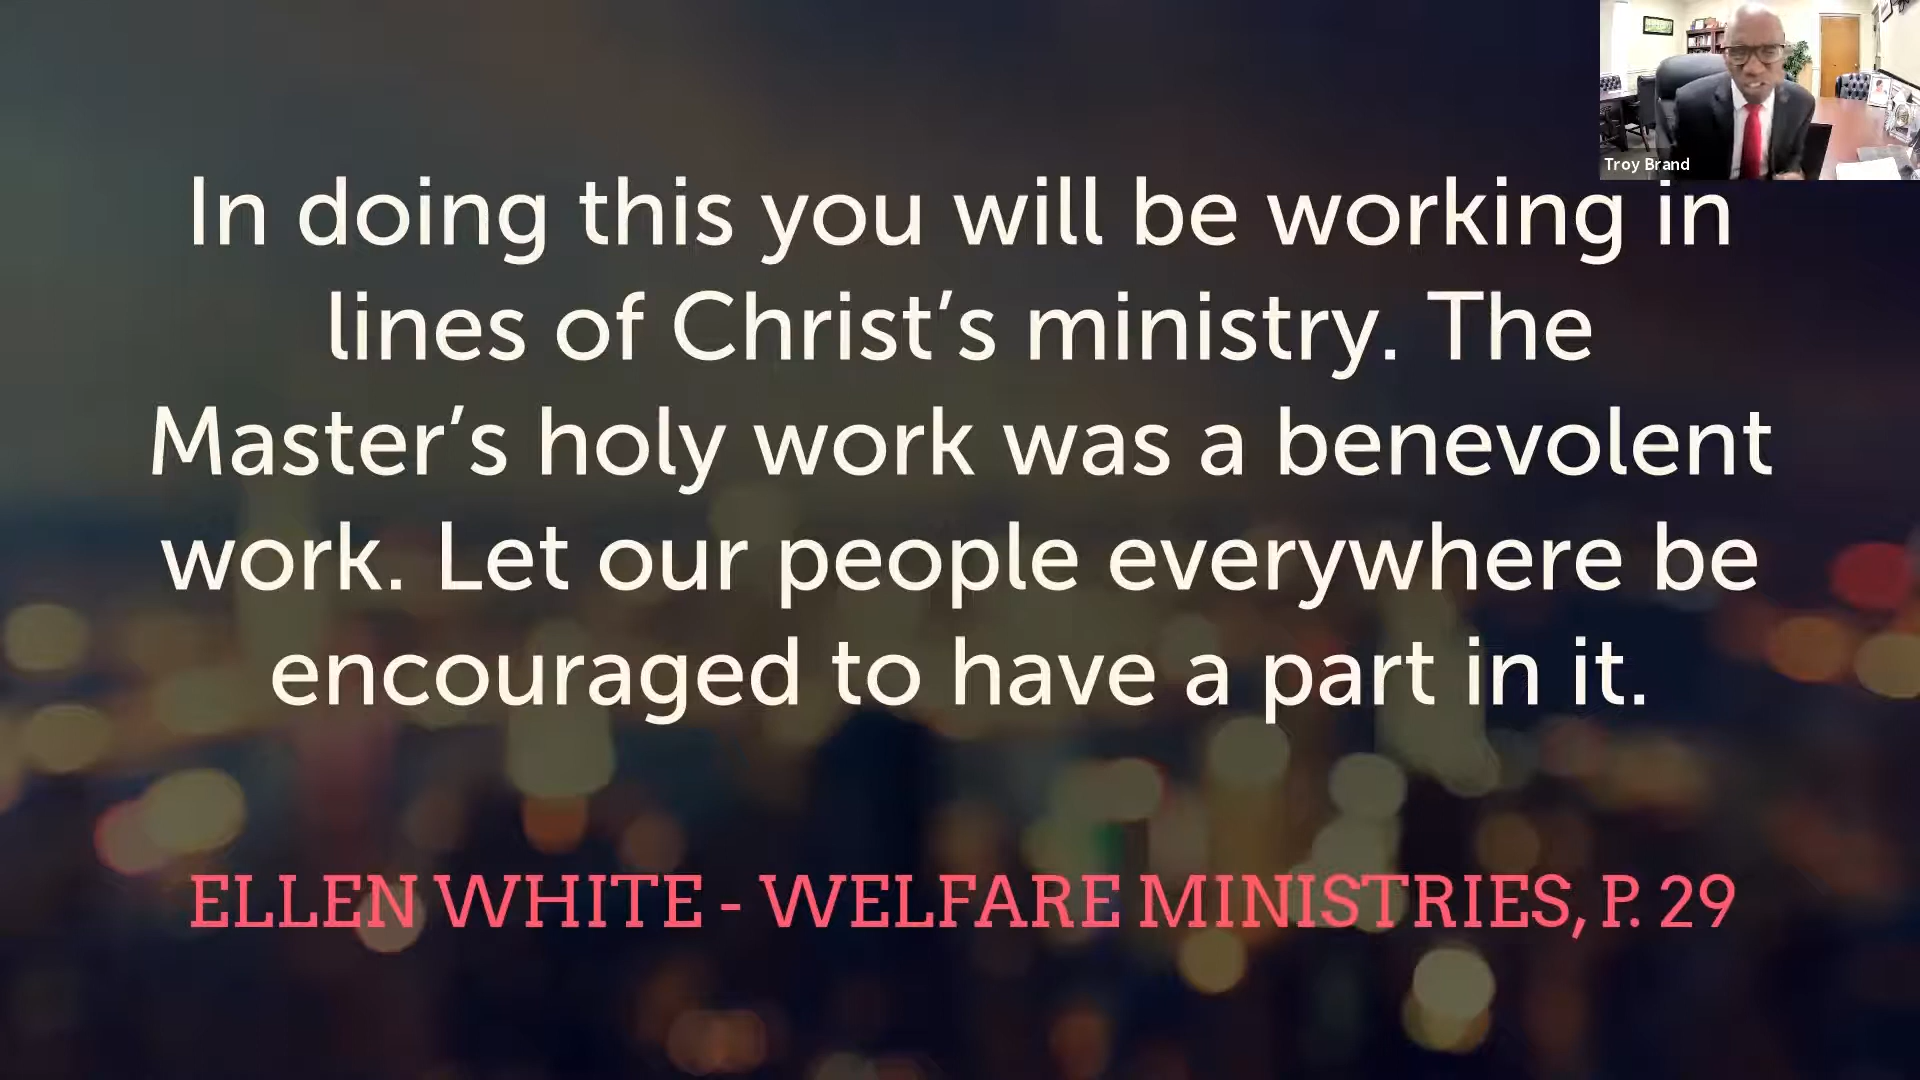 Troy Brand
In doing this you will be working in
lines of Christ’s ministry. The
Master’s holy work was a benevolent
work. Let our people everywhere be
encouraged to have a part in it.
ELLEN WHITE - WELFARE MINISTRIES, P. 29